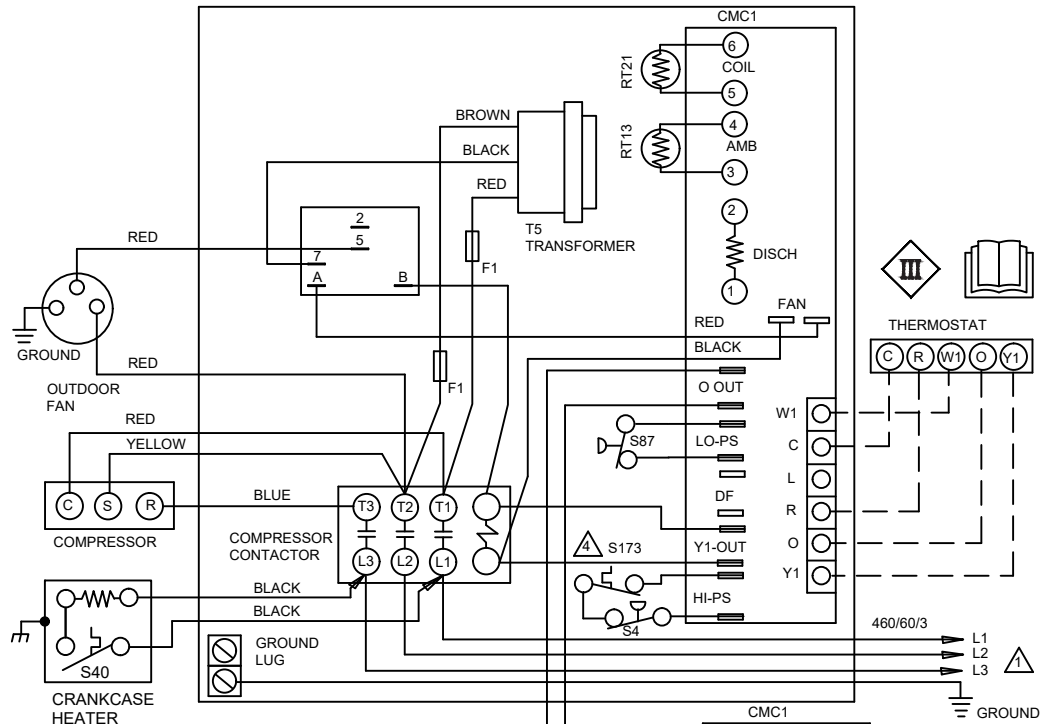 CMC1
RT21
6
COIL
5
4
AMB
3
RT13
2
DISCH
1
BROWN
BLACK
RED
T5
TRANSFORMER
2
5
7
A
B
F1
F1
RED
GROUND
OUTDOOR
FAN
RED
RED
YELLOW
C S R
COMPRESSOR
BLUE
COMPRESSOR
CONTACTOR
T3 T2 T1
L3 L2 L1
BLACK
BLACK
S40
CRANKCASE
HEATER
GROUND
LUG
RED
BLACK
FAN
O OUT
S87
LO-PS
DF
Y1-OUT
4
S173
HI-PS
S4
W1
C
L
R
O
Y1
III
THERMOSTAT
C R W1 O Y1
460/60/3
L1
L2
L3
1
GROUND
CMC1